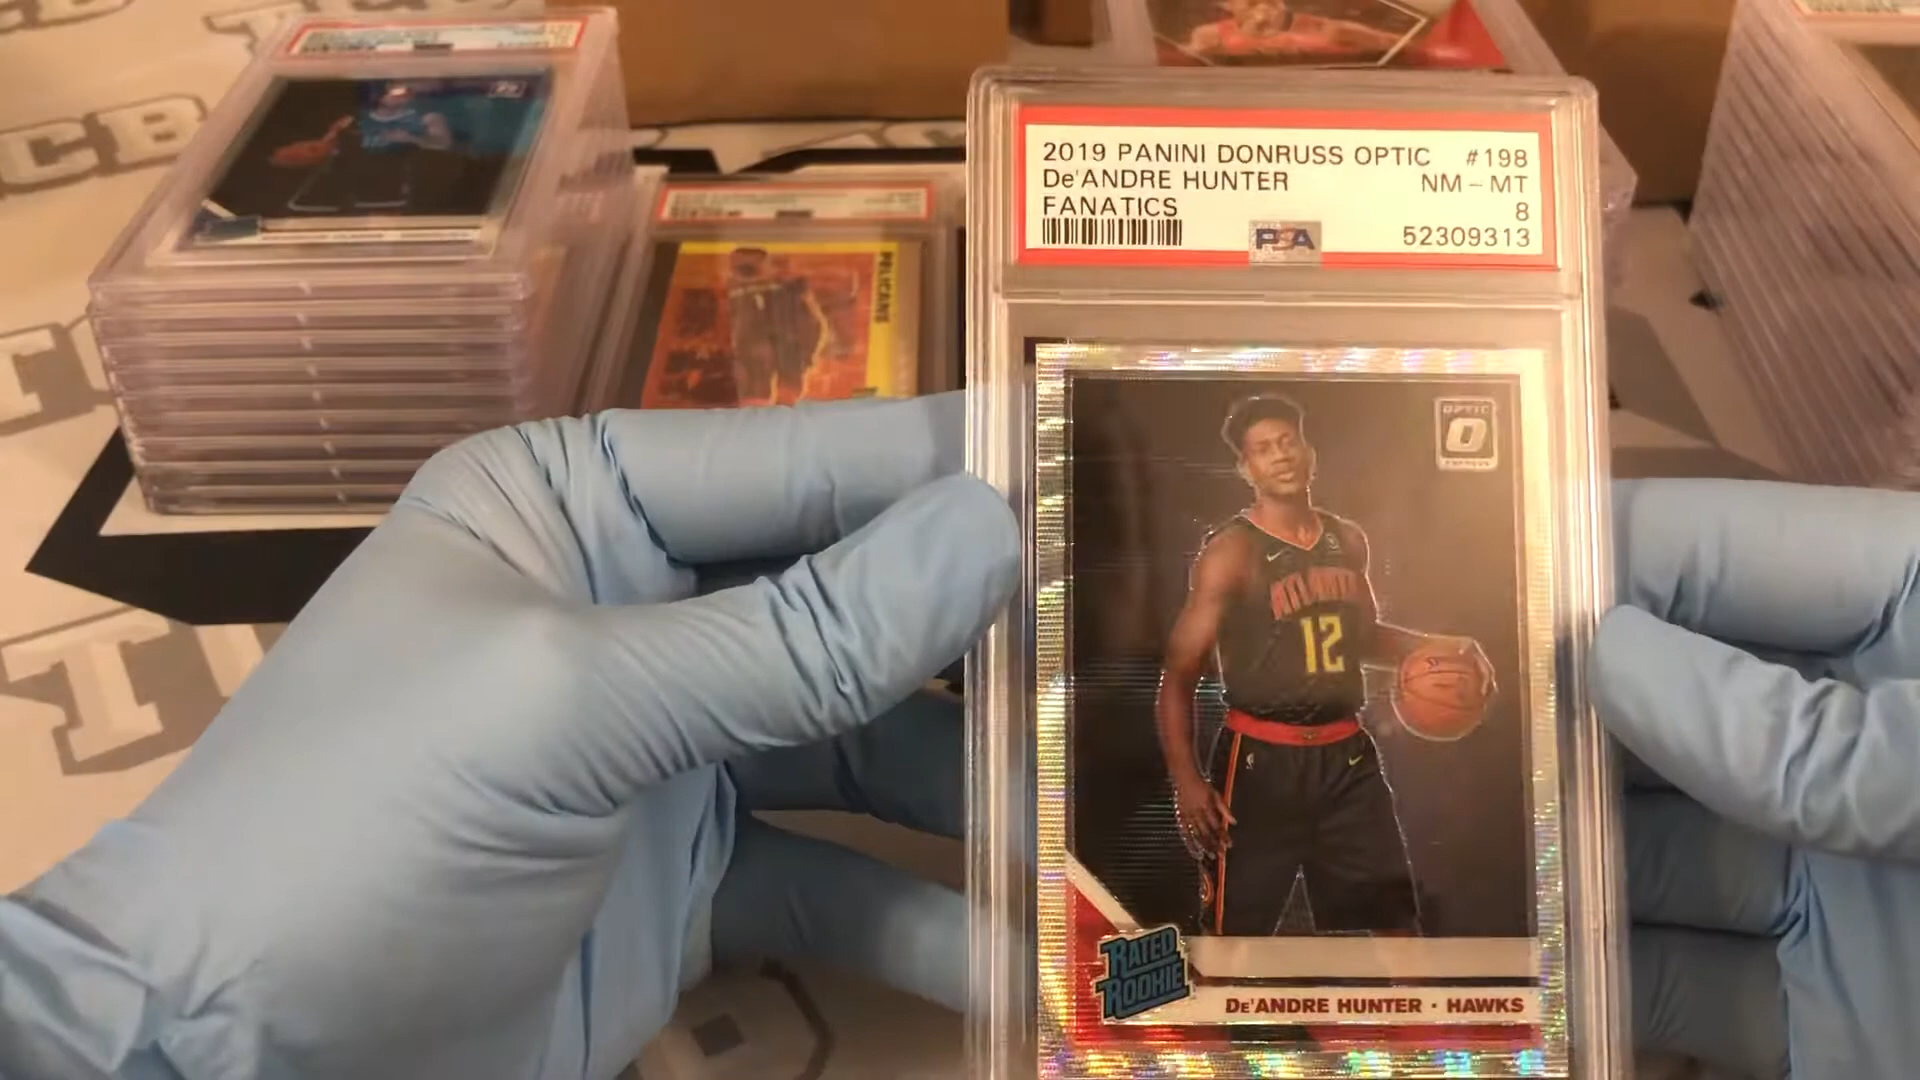 2019 PANINI DONRUSS OPTIC #198
De'ANDRE HUNTER NM - MT
FANATICS 8
PSA 52309313
PELICANS
OPTIC
O
ATLANTA
12
RATED
ROOKIE
DE'ANDRE HUNTER · HAWKS
CB